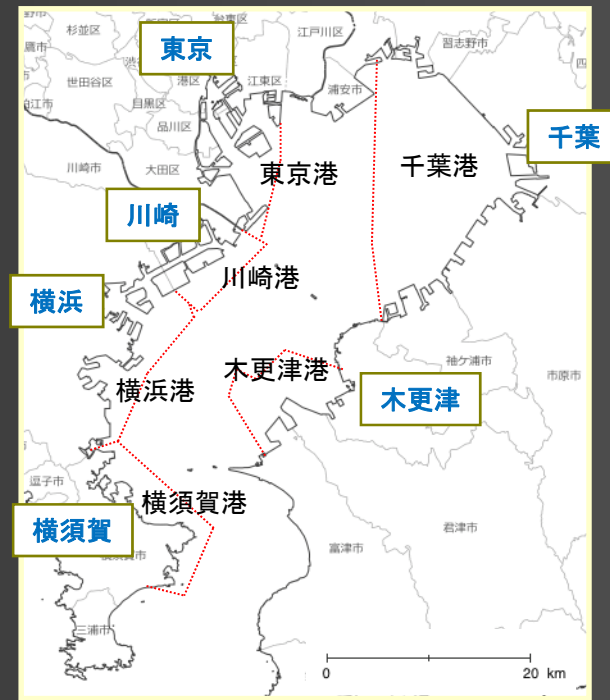 杉並区
江戸川区
習志野市
東京
世田谷区
港区
江東区
浦安市
目黒区
品川区
千葉
川崎市
大田区
東京港
千葉港
川崎
川崎港
横浜
横浜港
木更津港
袖ケ浦市
市原市
木更津
逗子市
横須賀港
横須賀
君津市
富津市
三浦市
0
20 km